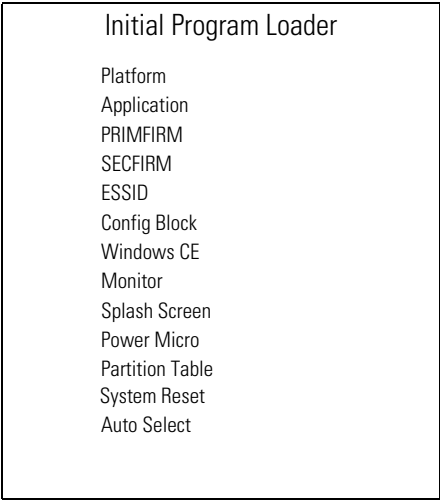 Initial Program Loader
Platform
Application
PRIMFIRM
SECFIRM
ESSID
Config Block
Windows CE
Monitor
Splash Screen
Power Micro
Partition Table
System Reset
Auto Select